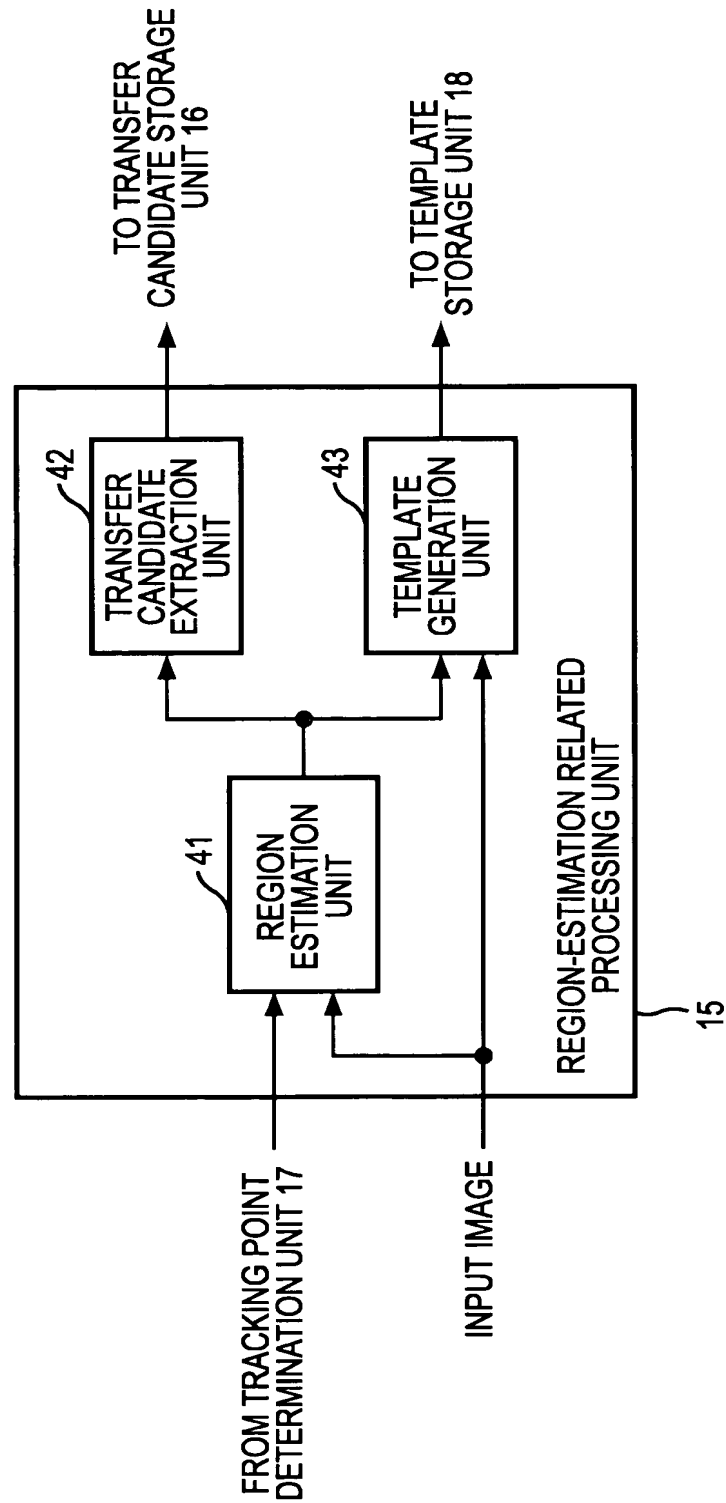 FROM TRACKING POINT
DETERMINATION UNIT 17
INPUT IMAGE
41
REGION
ESTIMATION
UNIT
42
TRANSFER
CANDIDATE
EXTRACTION
UNIT
43
TEMPLATE
GENERATION
UNIT
TO TRANSFER
CANDIDATE STORAGE
UNIT 16
TO TEMPLATE
STORAGE UNIT 18
REGION-ESTIMATION RELATED
PROCESSING UNIT
15